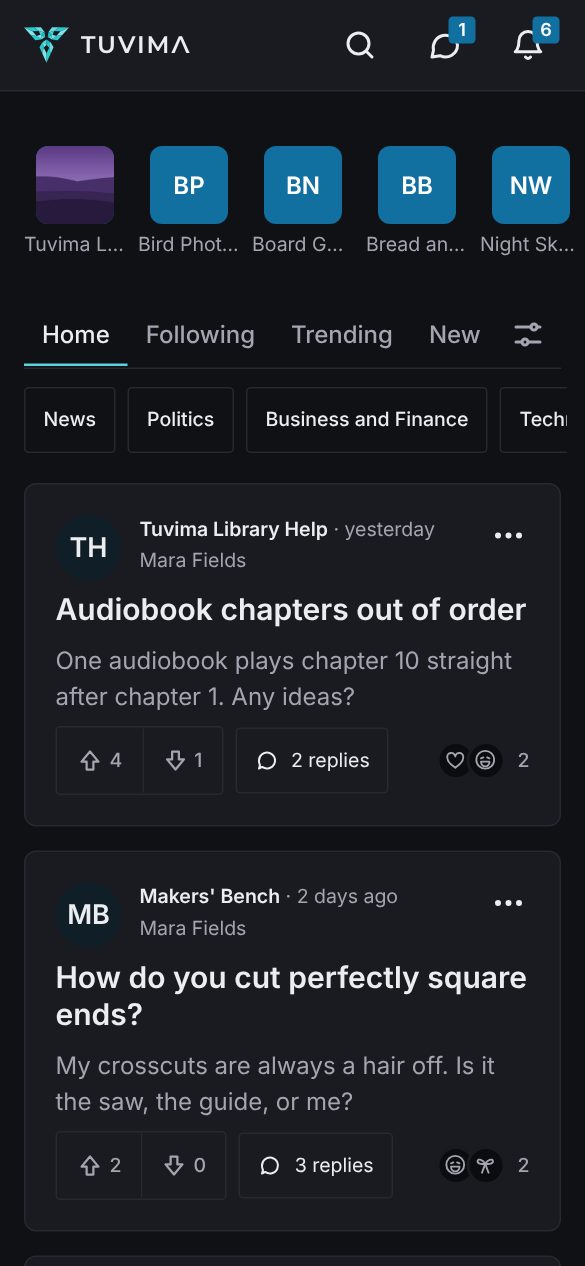 TUVIMA
1
6
BP
BN
BB
NW
Tuvima L...
Bird Phot...
Board G...
Bread an...
Night Sk...
Home
Following
Trending
New
News
Politics
Business and Finance
Techn
TH
Tuvima Library Help · yesterday
Mara Fields
Audiobook chapters out of order
One audiobook plays chapter 10 straight
after chapter 1. Any ideas?
4
1
2 replies
2
MB
Makers' Bench · 2 days ago
Mara Fields
How do you cut perfectly square
ends?
My crosscuts are always a hair off. Is it
the saw, the guide, or me?
2
0
3 replies
2